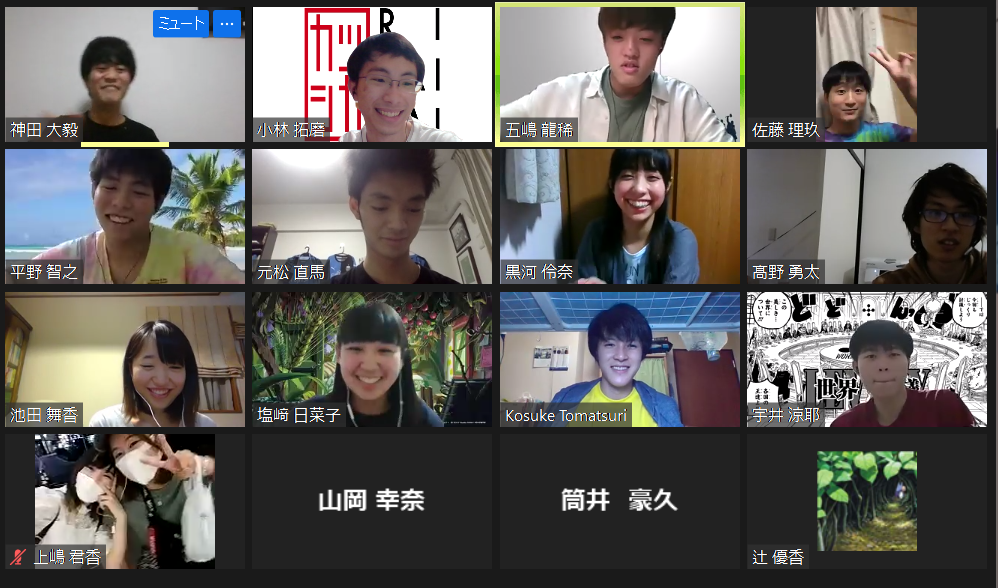 ミュート ...
神田 大毅
小林 拓磨
五嶋 龍稀
佐藤 理玖
平野 智之
元松 直馬
黒河 伶奈
髙野 勇太
池田 舞香
塩﨑 日菜子
Kosuke Tomatsuri
宇井 涼耶
世界
上嶋 君香
山岡 幸奈
筒井 豪久
辻 優香